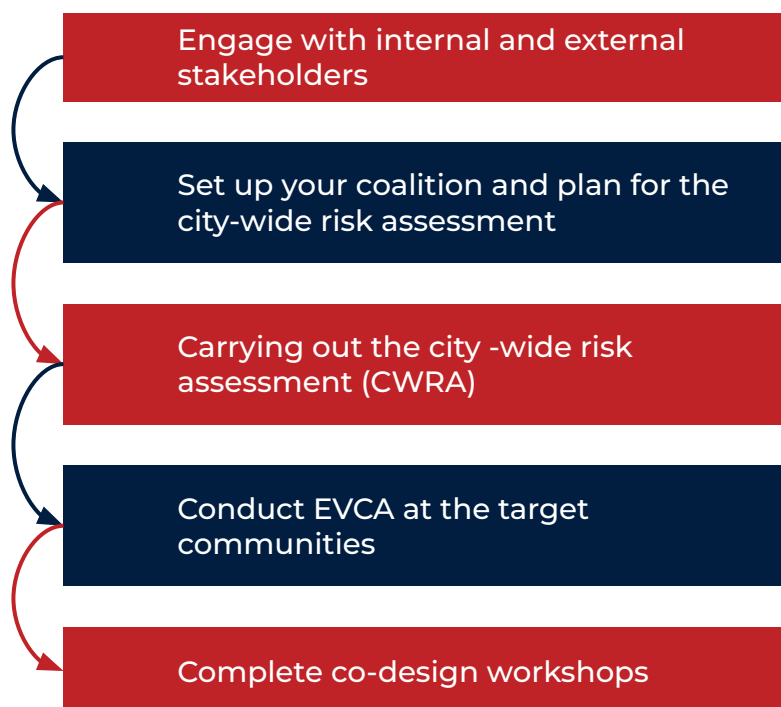 Engage with internal and external
stakeholders
Set up your coalition and plan for the
city-wide risk assessment
Carrying out the city -wide risk
assessment (CWRA)
Conduct EVCA at the target
communities
Complete co-design workshops